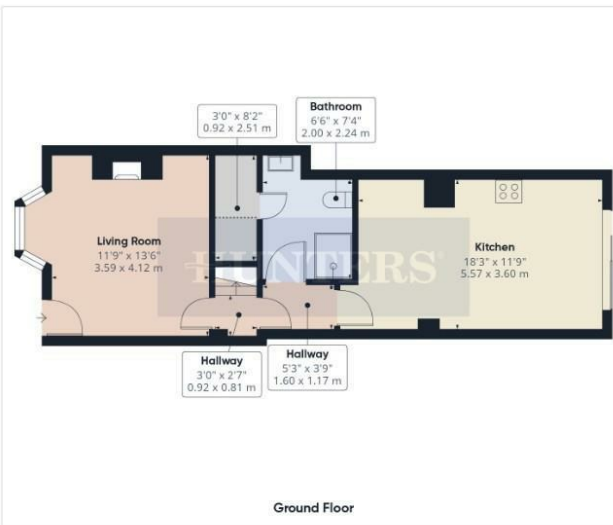 3'0" x 8'2"
0.92 x 2.51 m
Bathroom
6'6" x 7'4"
2.00 x 2.24 m
Living Room
11'9" x 13'6"
3.59 x 4.12 m
HUNTERS
Kitchen
18'3" x 11'9"
5.57 x 3.60 m
Hallway
3'0" x 2'7"
0.92 x 0.81 m
Hallway
5'3" x 3'9"
1.60 x 1.17 m
Ground Floor